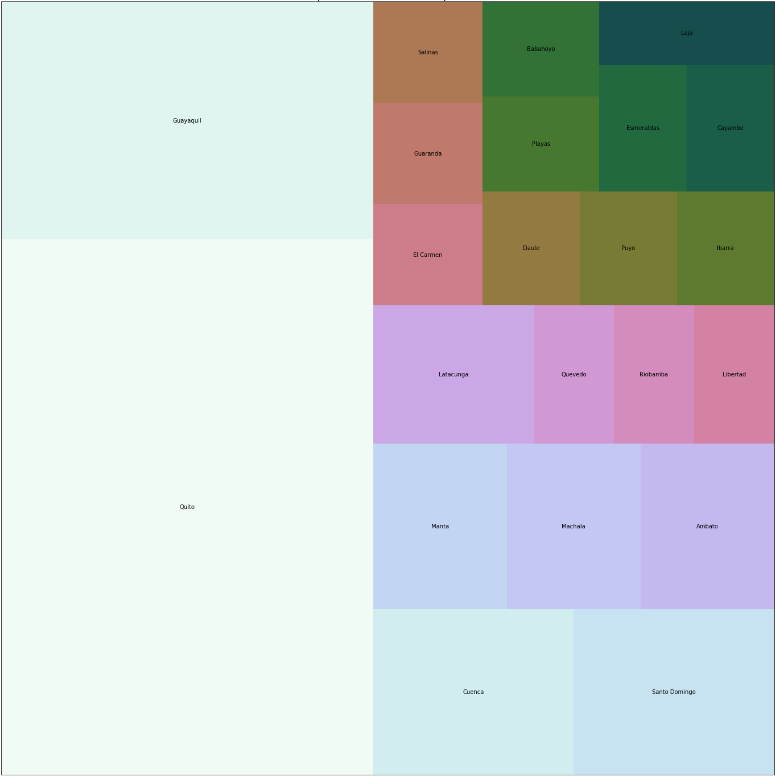 Guayaquil
Salinas
Babahoyo
Loja
Guaranda
Playas
Esmeraldas
Cayambe
El Carmen
Daule
Puyo
Ibarra
Latacunga
Quevedo
Riobamba
Libertad
Quito
Manta
Machala
Ambato
Cuenca
Santo Domingo